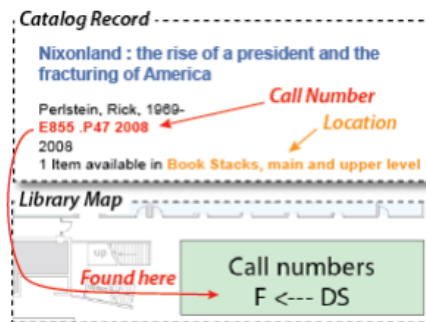 Catalog Record
Nixonland : the rise of a president and the
fracturing of America
Perlstein, Rick, 1969-
Call Number
E855 .P47 2008
Location
2008
1 Item available in Book Stacks, main and upper level
Library Map
up
Found here
Call numbers
F <--- DS